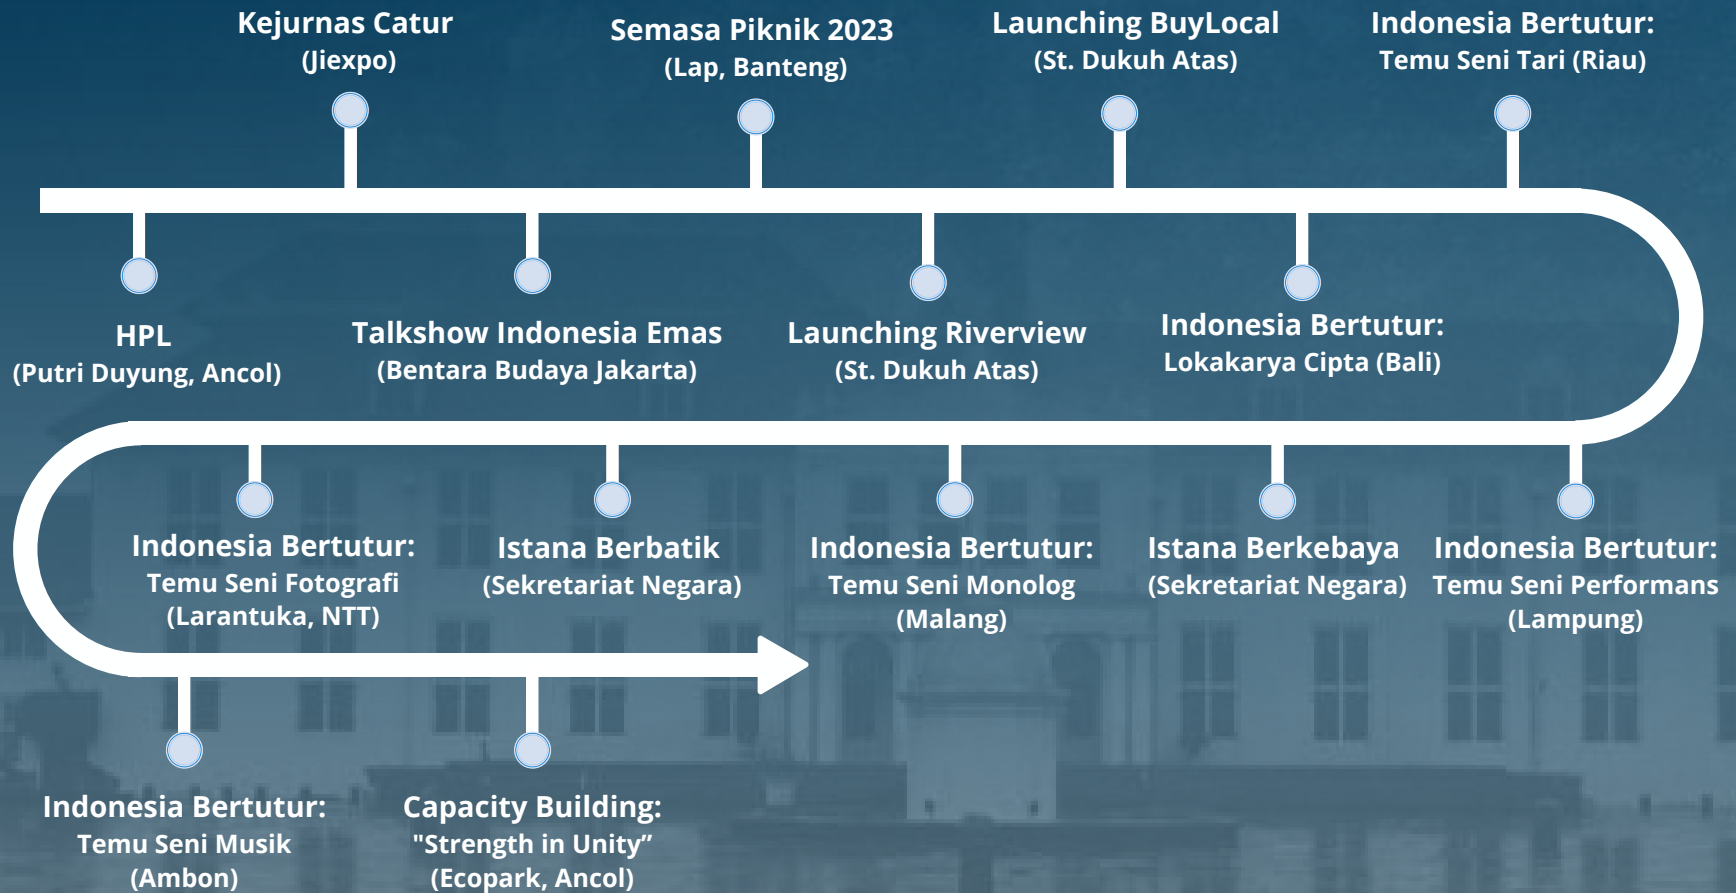 Kejurnas Catur
(Jiexpo)
Semasa Piknik 2023
(Lap, Banteng)
Launching BuyLocal
(St. Dukuh Atas)
Indonesia Bertutur:
Temu Seni Tari (Riau)
HPL
(Putri Duyung, Ancol)
Talkshow Indonesia Emas
(Bentara Budaya Jakarta)
Launching Riverview
(St. Dukuh Atas)
Indonesia Bertutur:
Lokakarya Cipta (Bali)
Indonesia Bertutur:
Temu Seni Fotografi
(Larantuka, NTT)
Istana Berbatik
(Sekretariat Negara)
Indonesia Bertutur:
Temu Seni Monolog
(Malang)
Istana Berkebaya
(Sekretariat Negara)
Indonesia Bertutur:
Temu Seni Performans
(Lampung)
Indonesia Bertutur:
Temu Seni Musik
(Ambon)
Capacity Building:
"Strength in Unity”
(Ecopark, Ancol)